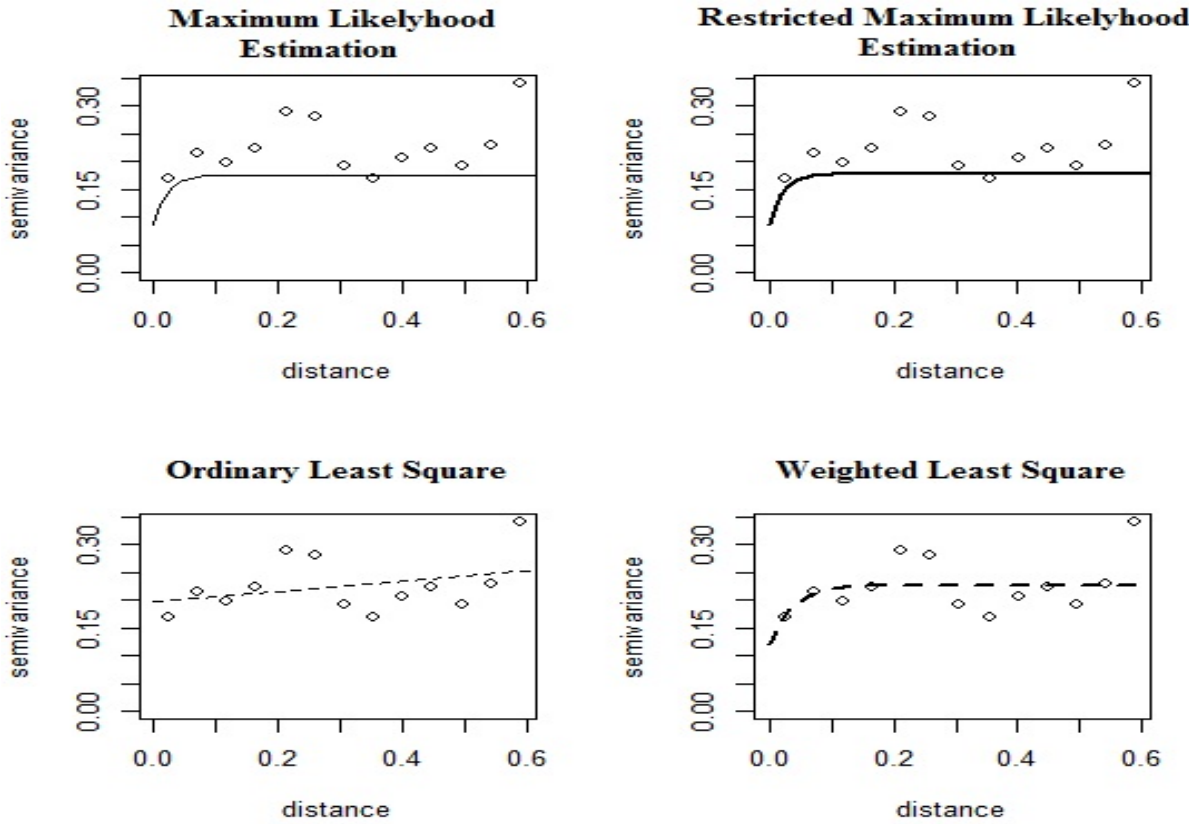 Maximum Likelyhood
Estimation
semivariance
0.00 0.15 0.30
0.0 0.2 0.4 0.6
distance
Restricted Maximum Likelyhood
Estimation
semivariance
0.00 0.15 0.30
0.0 0.2 0.4 0.6
distance
Ordinary Least Square
semivariance
0.00 0.15 0.30
0.0 0.2 0.4 0.6
distance
Weighted Least Square
semivariance
0.00 0.15 0.30
0.0 0.2 0.4 0.6
distance